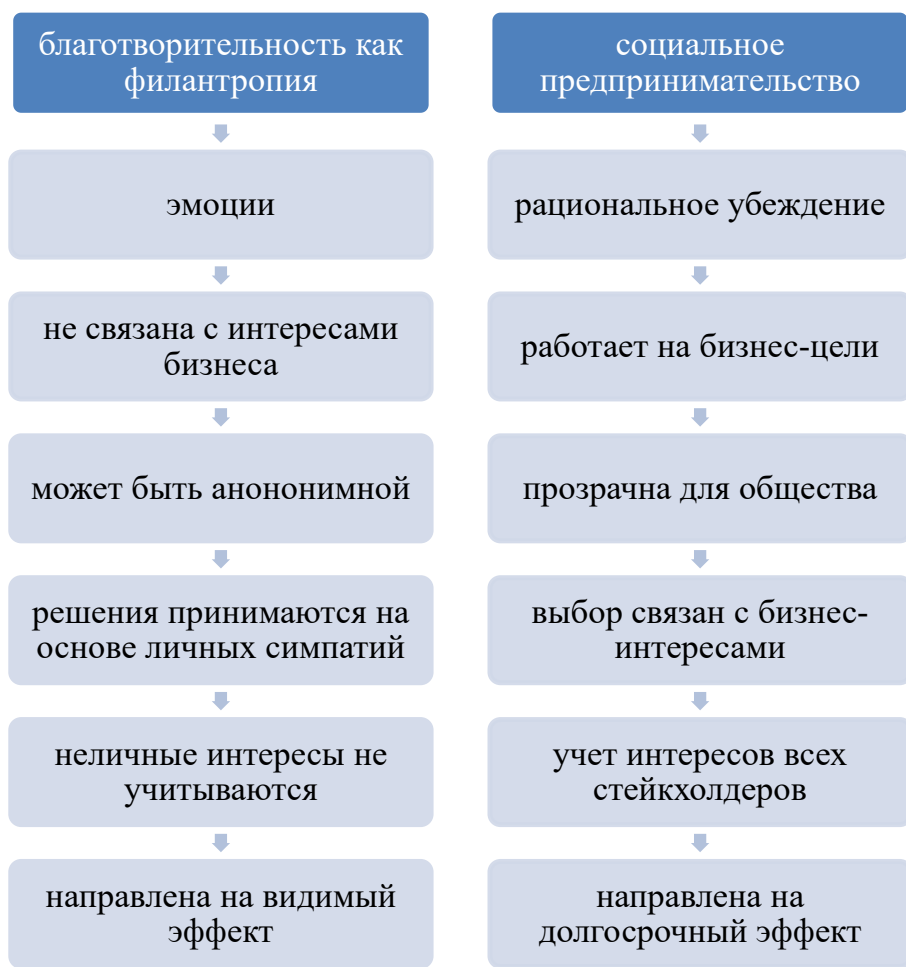 благотворительность как
филантропия
эмоции
не связана с интересами
бизнеса
может быть анононимной
решения принимаются на
основе личных симпатий
неличные интересы не
учитываются
направлена на видимый
эффект
социальное
предпринимательство
рациональное убеждение
работает на бизнес-цели
прозрачна для общества
выбор связан с бизнес-
интересами
учет интересов всех
стейкхолдеров
направлена на
долгосрочный эффект